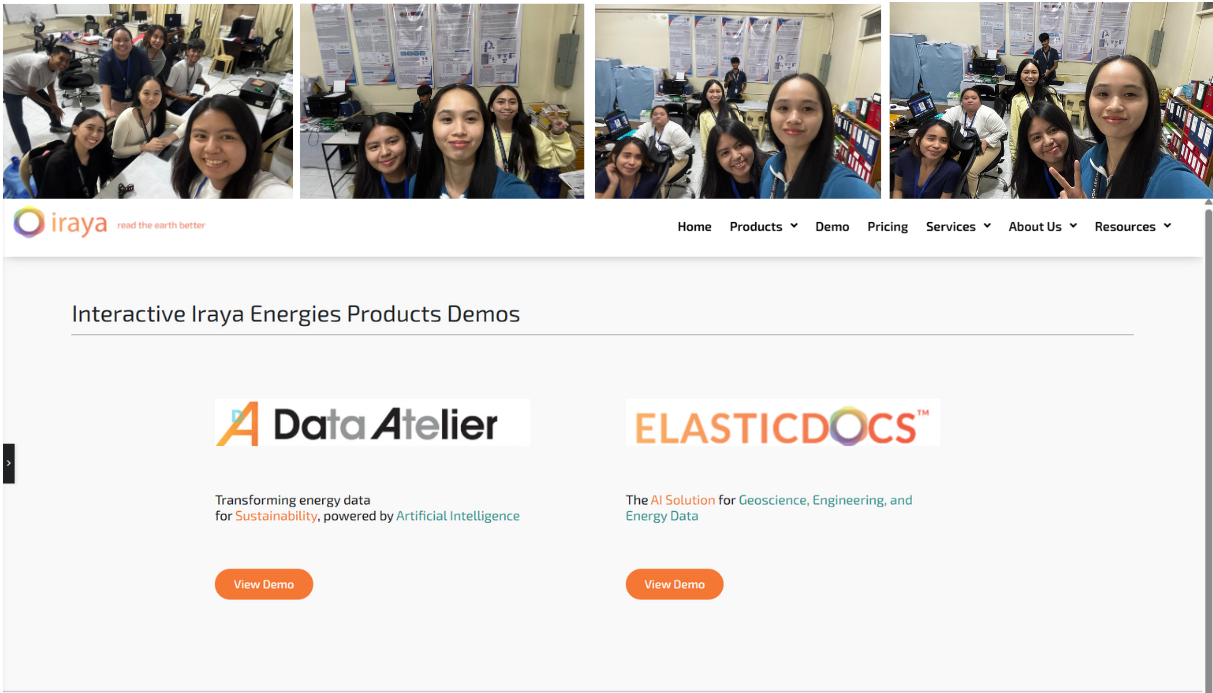 iraya read the earth better
Home Products Demo Pricing Services About Us Resources
Interactive Iraya Energies Products Demos
DA Data Atelier
ELASTICDOCS™
Transforming energy data
for Sustainability, powered by Artificial Intelligence
The AI Solution for Geoscience, Engineering, and
Energy Data
View Demo
View Demo